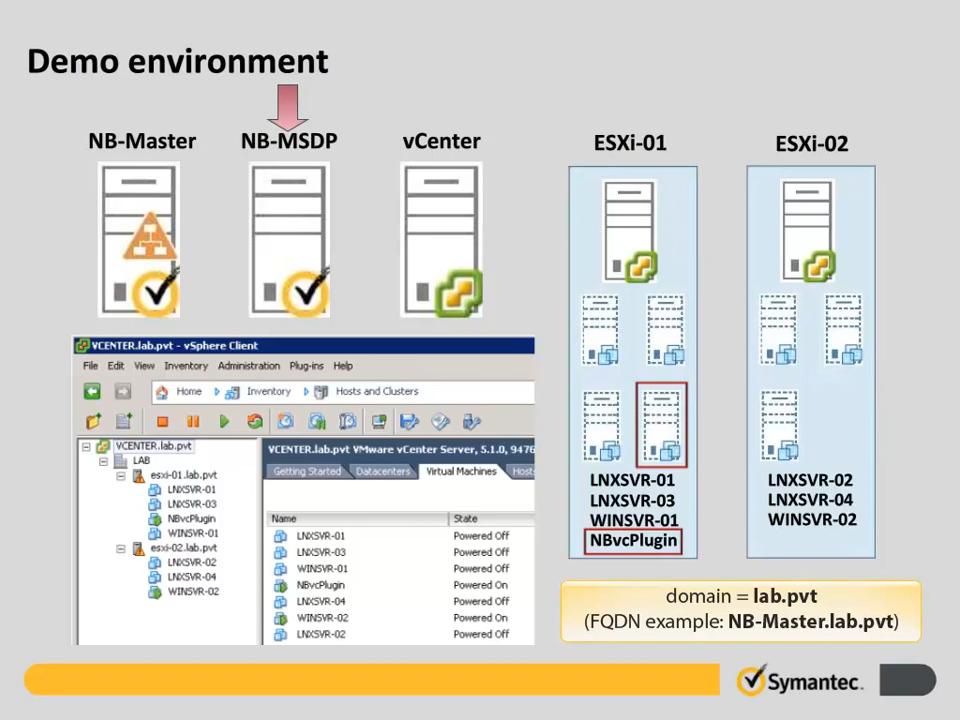 Demo environment
NB-Master
NB-MSDP
vCenter
ESXi-01
ESXi-02
VCENTER.lab.pvt - vSphere Client
File Edit View Inventory Administration Plug-ins Help
Home Inventory Hosts and Clusters
VCENTER.lab.pvt
LAB
esxi-01.lab.pvt
LNXSVR-01
LNXSVR-03
NBvcPlugin
WINSVR-01
esxi-02.lab.pvt
LNXSVR-02
LNXSVR-04
WINSVR-02
VCENTER.lab.pvt VMware vCenter Server, 5.1.0, 9476
Getting Started Datacenters Virtual Machines Hosts
Name State
LNXSVR-01 Powered Off
LNXSVR-03 Powered Off
WINSVR-01 Powered Off
NBvcPlugin Powered On
LNXSVR-04 Powered Off
WINSVR-02 Powered On
LNXSVR-02 Powered Off
LNXSVR-01
LNXSVR-03
WINSVR-01
NBvcPlugin
LNXSVR-02
LNXSVR-04
WINSVR-02
domain = lab.pvt
(FQDN example: NB-Master.lab.pvt)
Symantec.